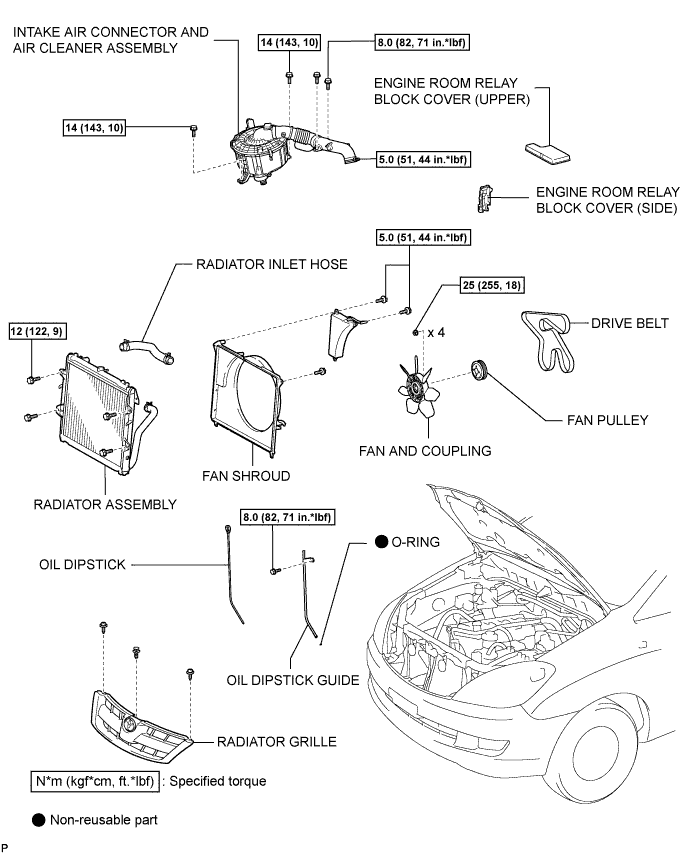 INTAKE AIR CONNECTOR AND
AIR CLEANER ASSEMBLY
14 (143, 10)
8.0 (82, 71 in.*lbf)
ENGINE ROOM RELAY
BLOCK COVER (UPPER)
14 (143, 10)
5.0 (51, 44 in.*lbf)
ENGINE ROOM RELAY
BLOCK COVER (SIDE)
5.0 (51, 44 in.*lbf)
RADIATOR INLET HOSE
25 (255, 18)
12 (122, 9)
x 4
DRIVE BELT
FAN PULLEY
FAN AND COUPLING
FAN SHROUD
RADIATOR ASSEMBLY
8.0 (82, 71 in.*lbf)
O-RING
OIL DIPSTICK
OIL DIPSTICK GUIDE
RADIATOR GRILLE
N*m (kgf*cm, ft.*lbf) : Specified torque
Non-reusable part
P